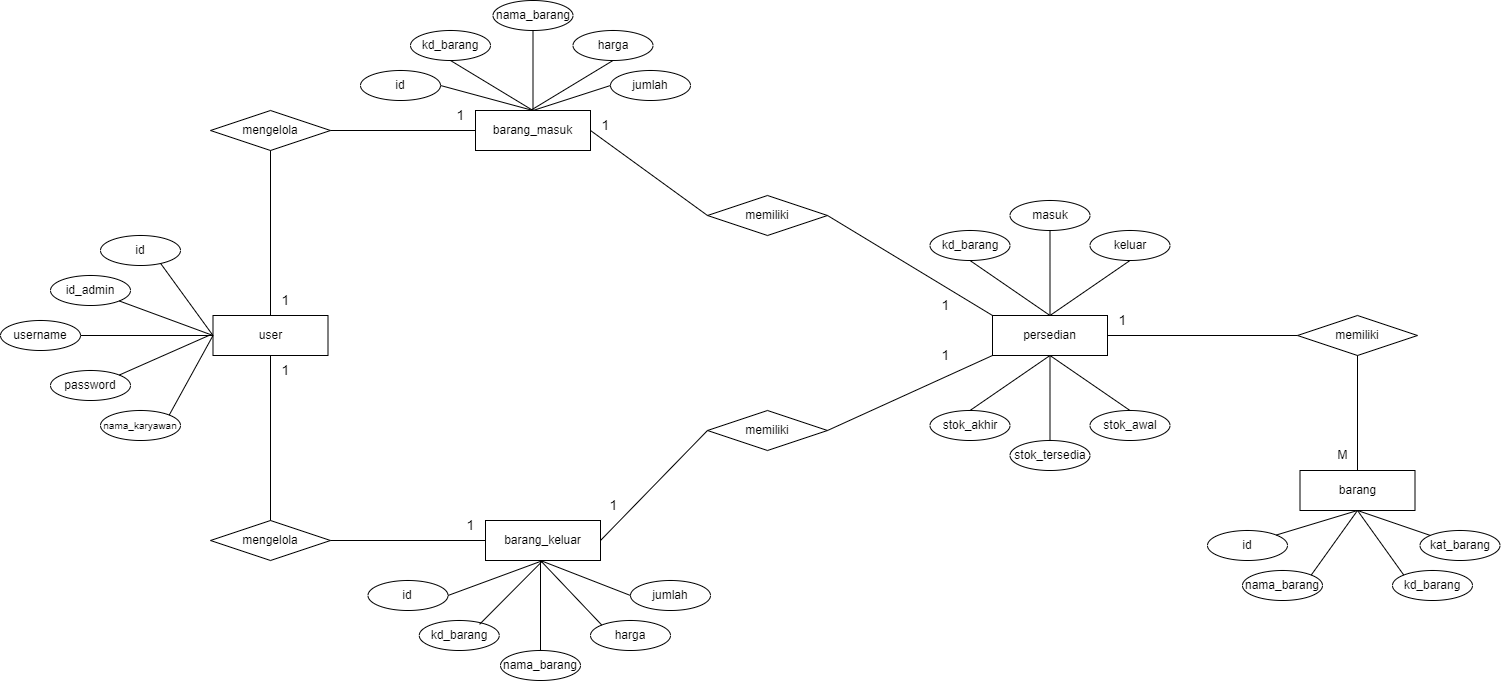 nama_barang
kd_barang
harga
id
jumlah
1
mengelola
barang_masuk
1
memiliki
masuk
kd_barang
keluar
id
id_admin
1
1
1
username
user
persedian
memiliki
1
1
password
nama_karyawan
stok_akhir
stok_awal
memiliki
stok_tersedia
M
barang
1
1
mengelola
barang_keluar
id
kat_barang
nama_barang
kd_barang
id
jumlah
kd_barang
harga
nama_barang